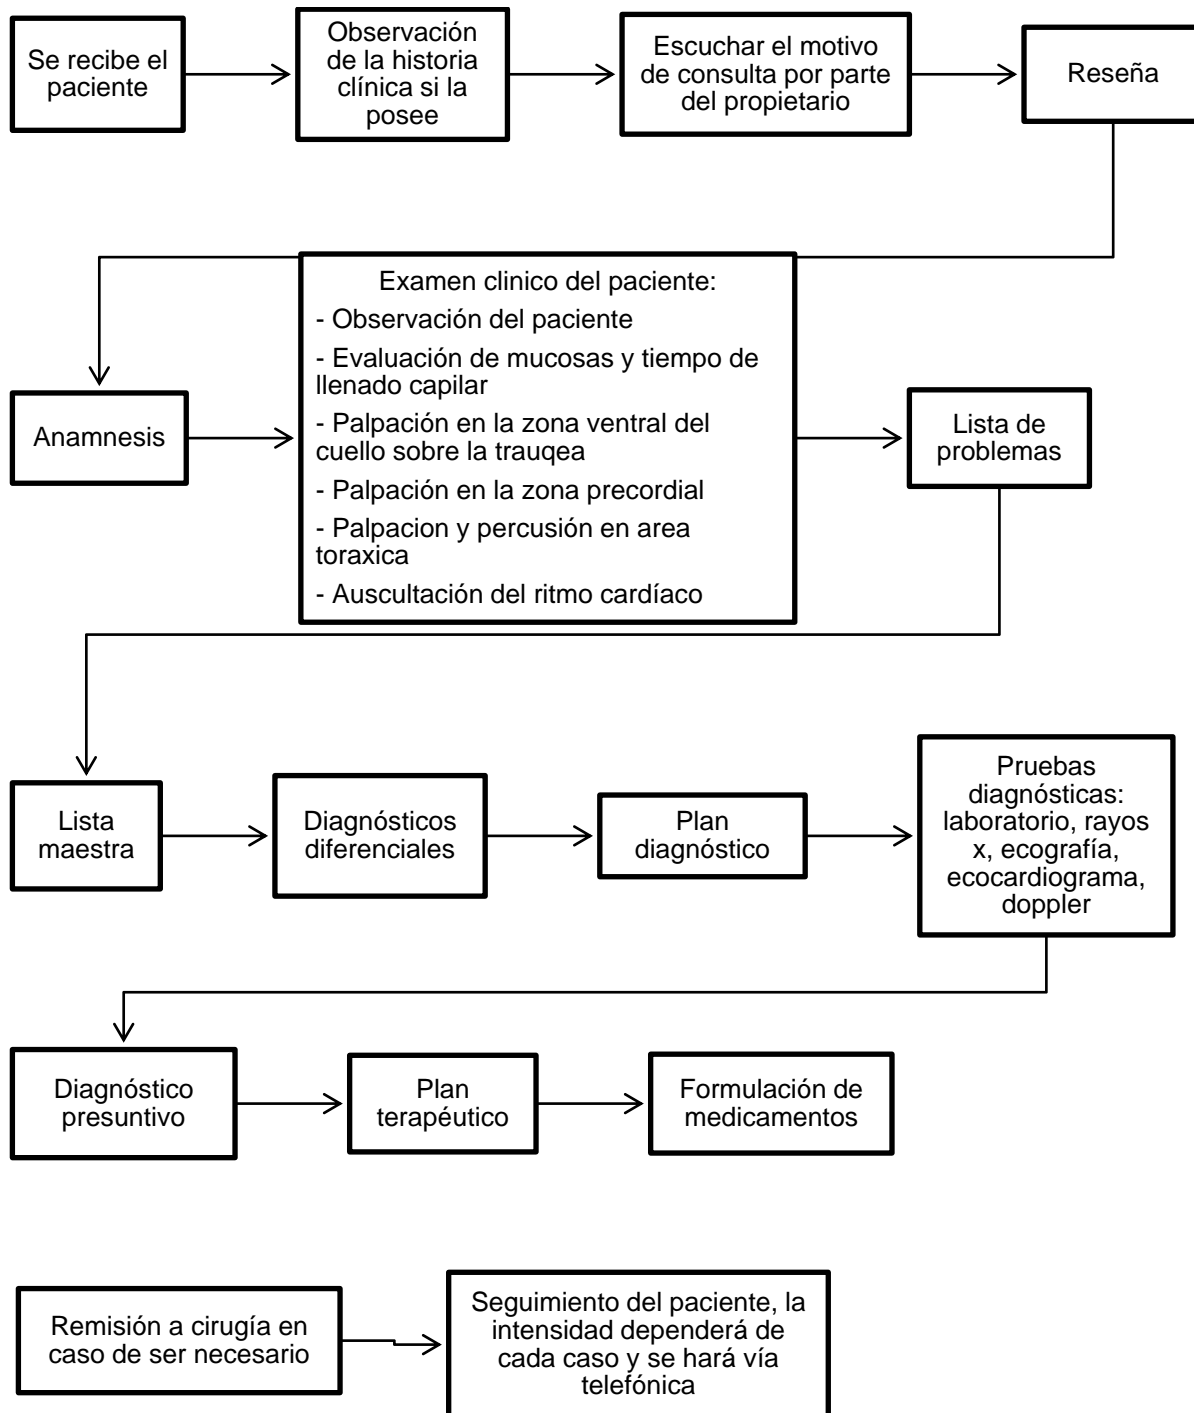 Se recibe el
paciente
Observación
de la historia
clínica si la
posee
Escuchar el motivo
de consulta por parte
del propietario
Reseña
Anamnesis
Examen clinico del paciente:
- Observación del paciente
- Evaluación de mucosas y tiempo de
llenado capilar
- Palpación en la zona ventral del
cuello sobre la trauqea
- Palpación en la zona precordial
- Palpacion y percusión en area
toraxica
- Auscultación del ritmo cardíaco
Lista de
problemas
Lista
maestra
Diagnósticos
diferenciales
Plan
diagnóstico
Pruebas
diagnósticas:
laboratorio, rayos
x, ecografía,
ecocardiograma,
doppler
Diagnóstico
presuntivo
Plan
terapéutico
Formulación de
medicamentos
Remisión a cirugía en
caso de ser necesario
Seguimiento del paciente, la
intensidad dependerá de
cada caso y se hará vía
telefónica